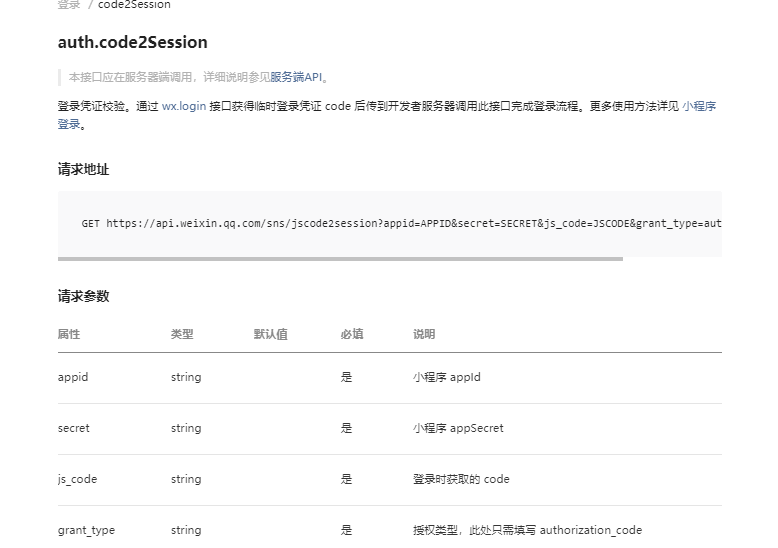 登录 / code2Session
auth.code2Session
本接口应在服务器端调用，详细说明参见服务端API。
登录凭证校验。通过 wx.login 接口获得临时登录凭证 code 后传到开发者服务器调用此接口完成登录流程。更多使用方法详见 小程序
登录。
请求地址
GET https://api.weixin.qq.com/sns/jscode2session?appid=APPID&secret=SECRET&js_code=JSCODE&grant_type=aut
请求参数
属性 类型 默认值 必填 说明
appid string 是 小程序 appId
secret string 是 小程序 appSecret
js_code string 是 登录时获取的 code
grant_type string 是 授权类型，此处只需填写 authorization_code